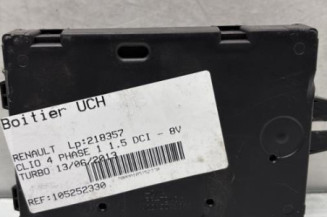 Boitier UCH
RENAULT Lp:218357
CLIO 4 PHASE 1 1.5 DCI - 8V
TURBO 13/06/2013
REF:105252330